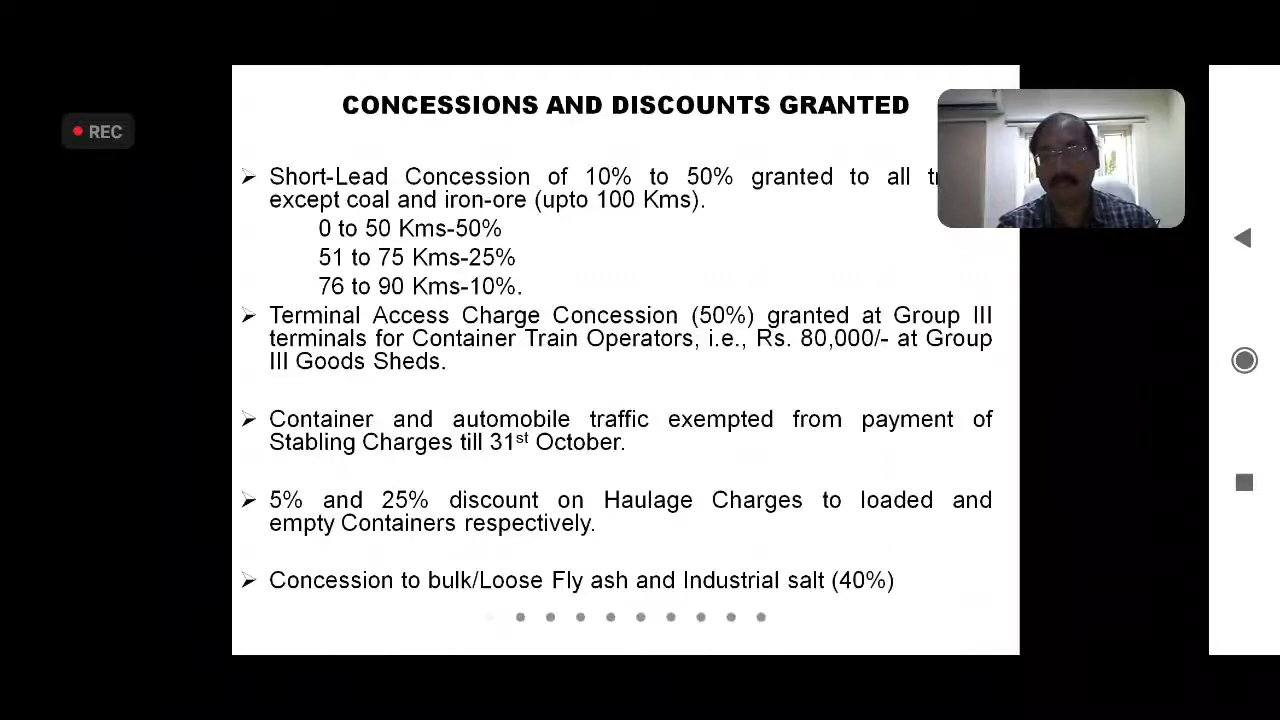 CONCESSIONS AND DISCOUNTS GRANTED
REC
➢ Short-Lead Concession of 10% to 50% granted to all
except coal and iron-ore (upto 100 Kms).
0 to 50 Kms-50%
51 to 75 Kms-25%
76 to 90 Kms-10%.
➢ Terminal Access Charge Concession (50%) granted at Group III
terminals for Container Train Operators, i.e., Rs. 80,000/- at Group
III Goods Sheds.
➢ Container and automobile traffic exempted from payment of
Stabling Charges till 31st October.
➢ 5% and 25% discount on Haulage Charges to loaded and
empty Containers respectively.
➢ Concession to bulk/Loose Fly ash and Industrial salt (40%)